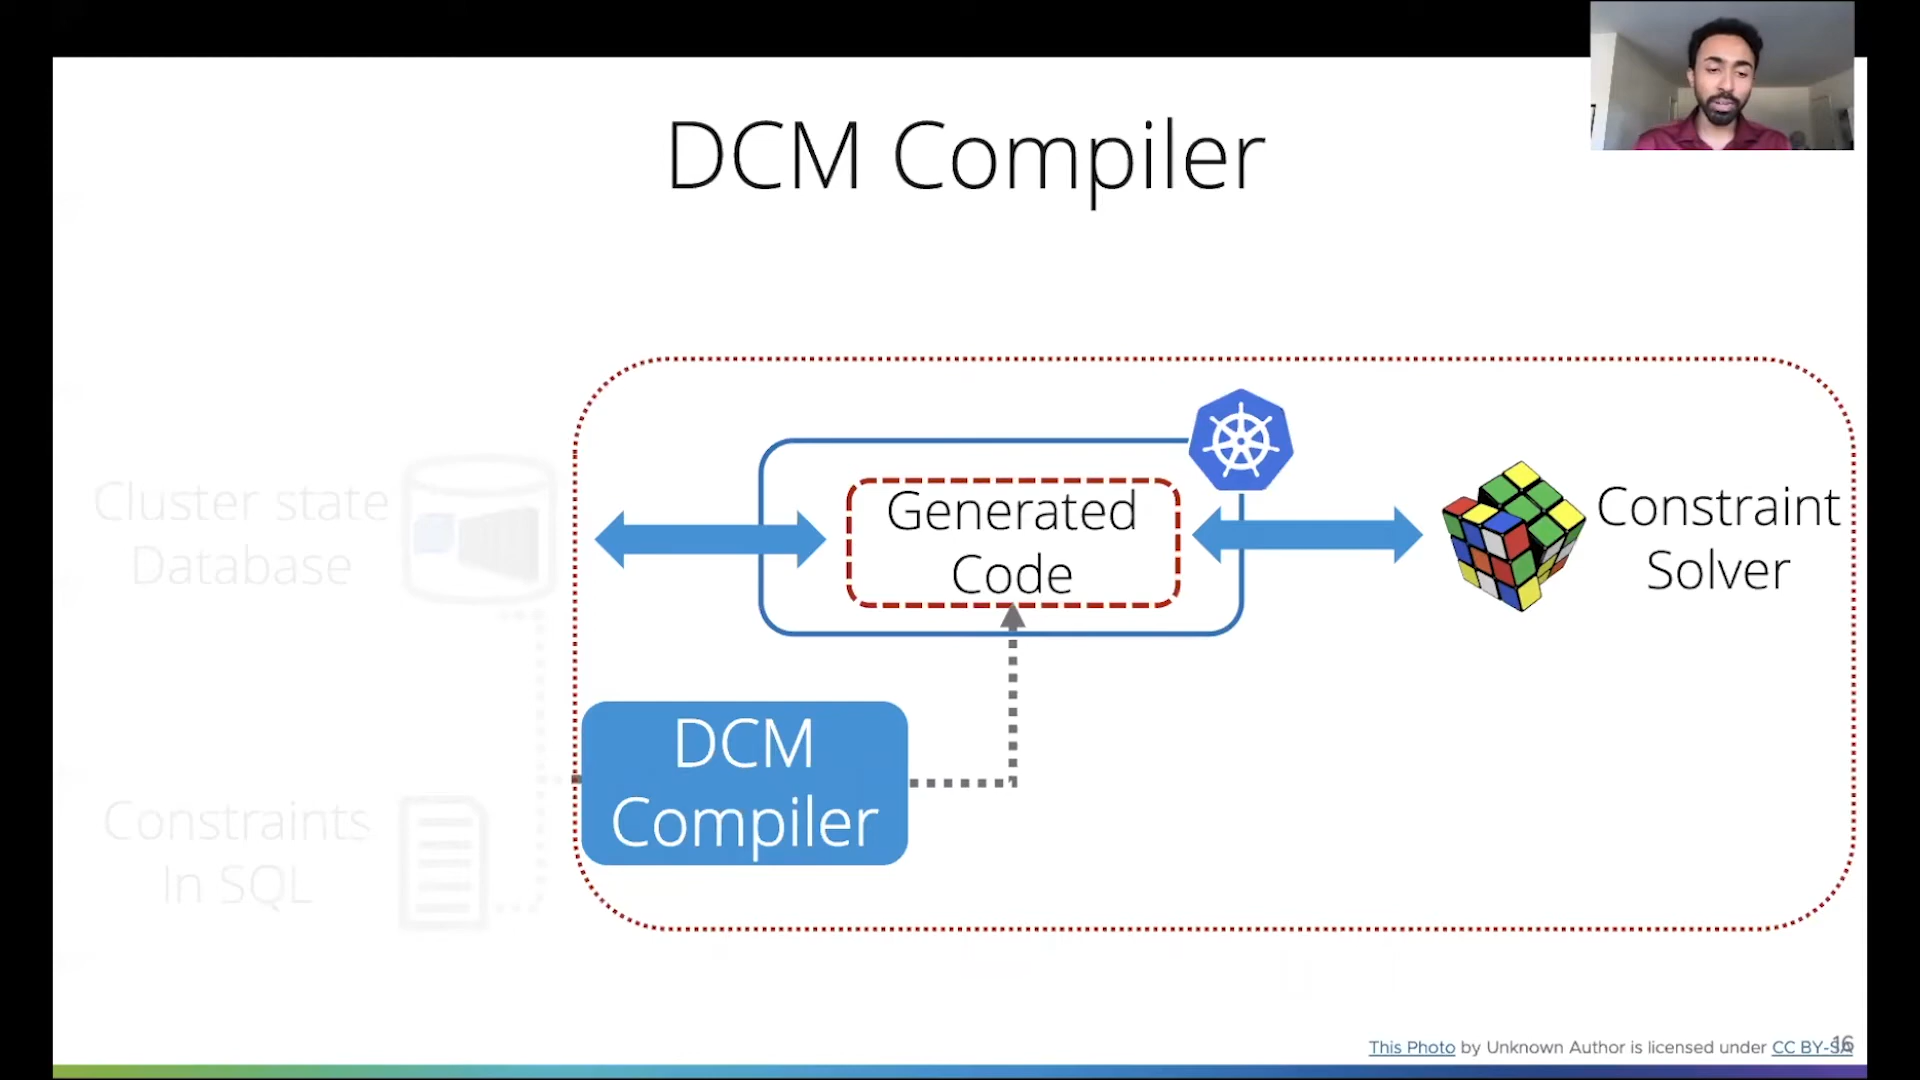 DCM Compiler
Cluster state
Database
Generated
Code
Constraint
Solver
DCM
Compiler
Constraints
In SQL
This Photo by Unknown Author is licensed under CC BY-SA
16